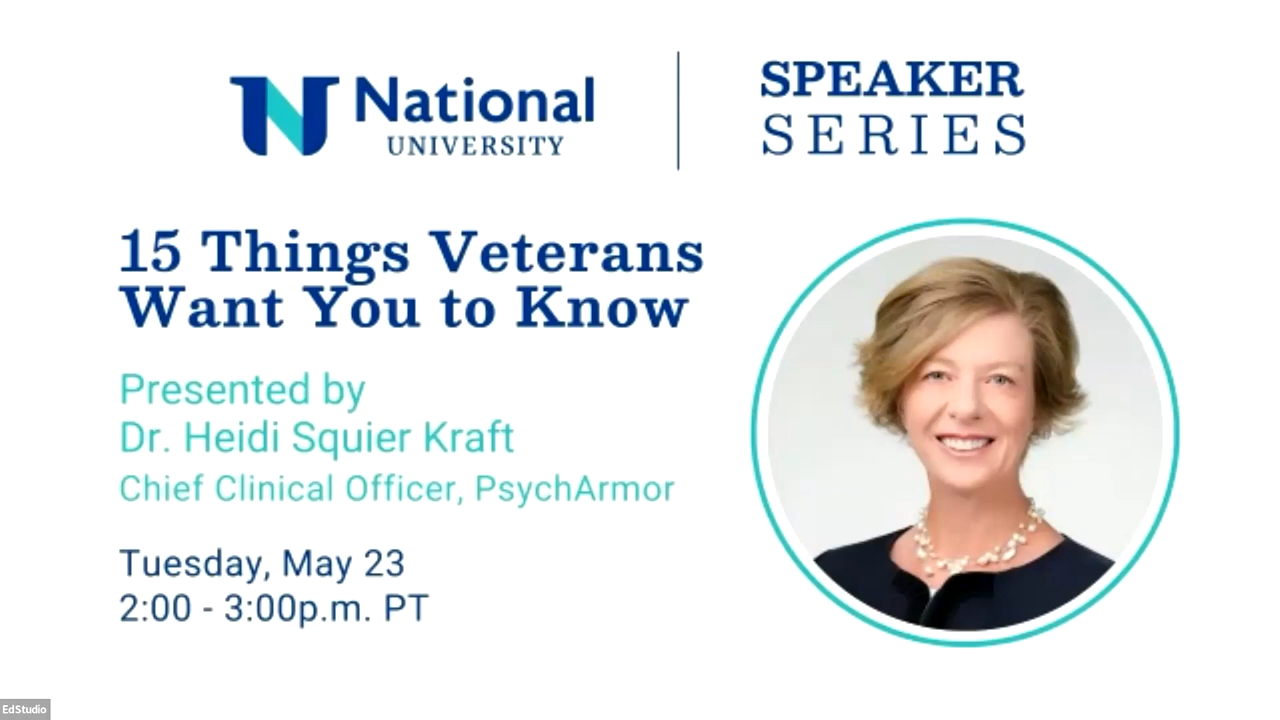 National
UNIVERSITY
SPEAKER
SERIES
15 Things Veterans
Want You to Know
Presented by
Dr. Heidi Squier Kraft
Chief Clinical Officer, PsychArmor
Tuesday, May 23
2:00 - 3:00p.m. PT
EdStudio